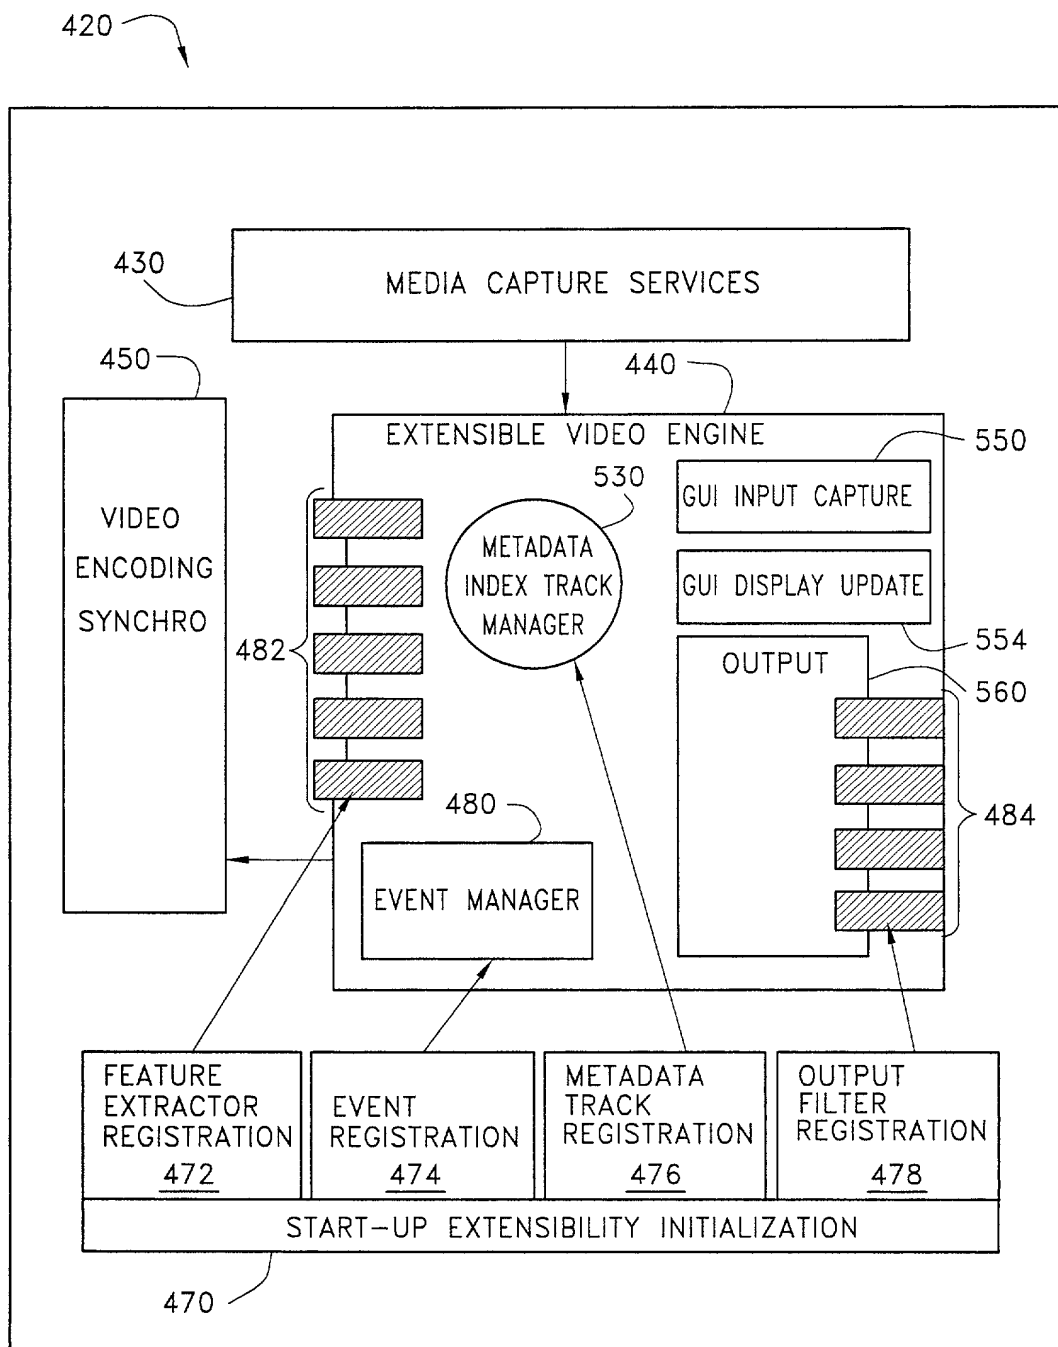 420
430
MEDIA CAPTURE SERVICES
450
440
EXTENSIBLE VIDEO ENGINE
550
530
GUI INPUT CAPTURE
VIDEO
ENCODING
SYNCHRO
METADATA
INDEX TRACK
MANAGER
GUI DISPLAY UPDATE
554
482
OUTPUT
560
480
484
EVENT MANAGER
FEATURE
EXTRACTOR
REGISTRATION
472
EVENT
REGISTRATION
474
METADATA
TRACK
REGISTRATION
476
OUTPUT
FILTER
REGISTRATION
478
START-UP EXTENSIBILITY INITIALIZATION
470